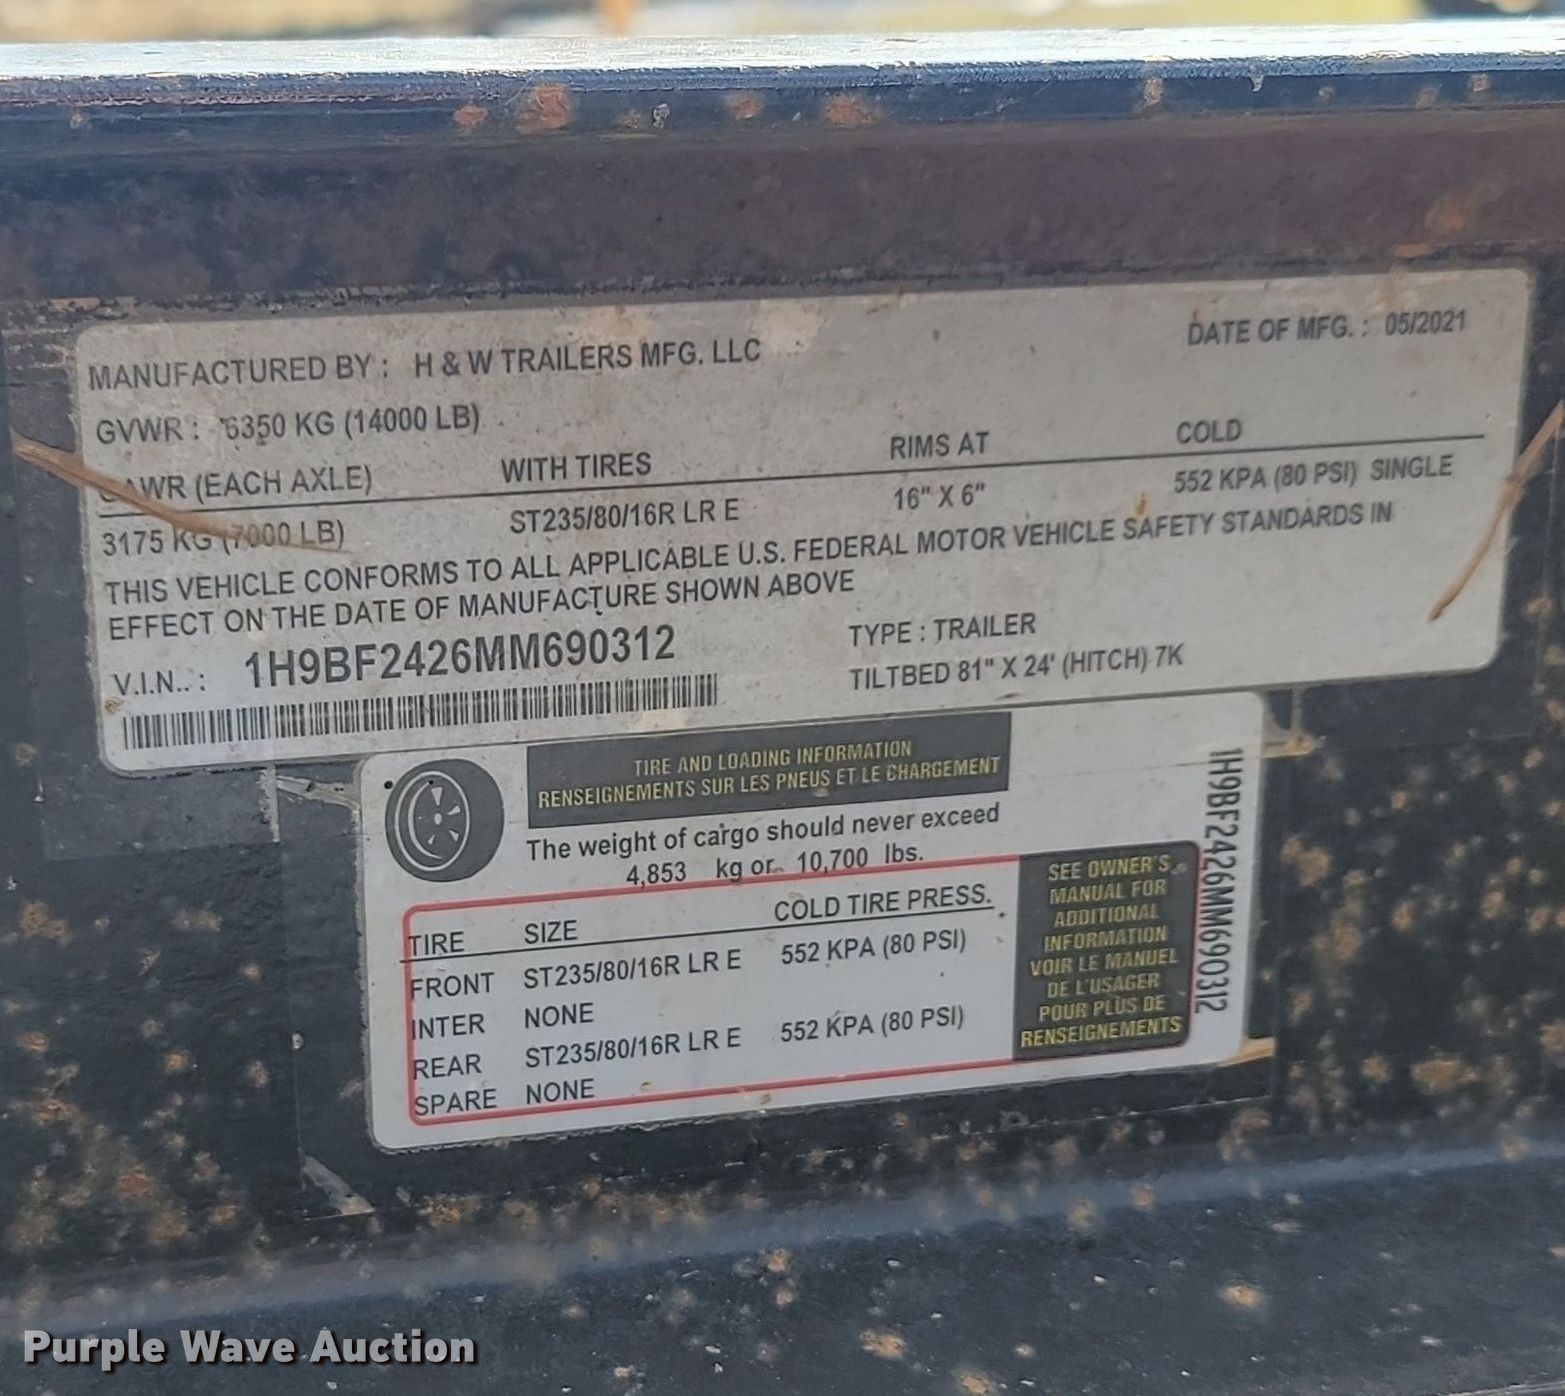 MANUFACTURED BY : H & W TRAILERS MFG. LLC
DATE OF MFG. : 05/2021
GVWR : 6350 KG (14000 LB)
GAWR (EACH AXLE) WITH TIRES RIMS AT COLD
3175 KG (7000 LB) ST235/80/16R LR E 16" X 6" 552 KPA (80 PSI) SINGLE
THIS VEHICLE CONFORMS TO ALL APPLICABLE U.S. FEDERAL MOTOR VEHICLE SAFETY STANDARDS IN
EFFECT ON THE DATE OF MANUFACTURE SHOWN ABOVE
V.I.N.. : 1H9BF2426MM690312
TYPE : TRAILER
TILTBED 81" X 24' (HITCH) 7K
TIRE AND LOADING INFORMATION
RENSEIGNEMENTS SUR LES PNEUS ET LE CHARGEMENT
The weight of cargo should never exceed
4,853 kg or 10,700 lbs.
TIRE SIZE COLD TIRE PRESS.
FRONT ST235/80/16R LR E 552 KPA (80 PSI)
INTER NONE
REAR ST235/80/16R LR E 552 KPA (80 PSI)
SPARE NONE
SEE OWNER'S
MANUAL FOR
ADDITIONAL
INFORMATION
VOIR LE MANUEL
DE L'USAGER
POUR PLUS DE
RENSEIGNEMENTS
1H9BF2426MM690312
Purple Wave Auction